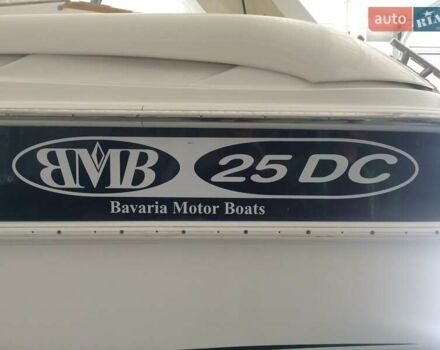 auto RIA
BMB 25 DC
Bavaria Motor Boats